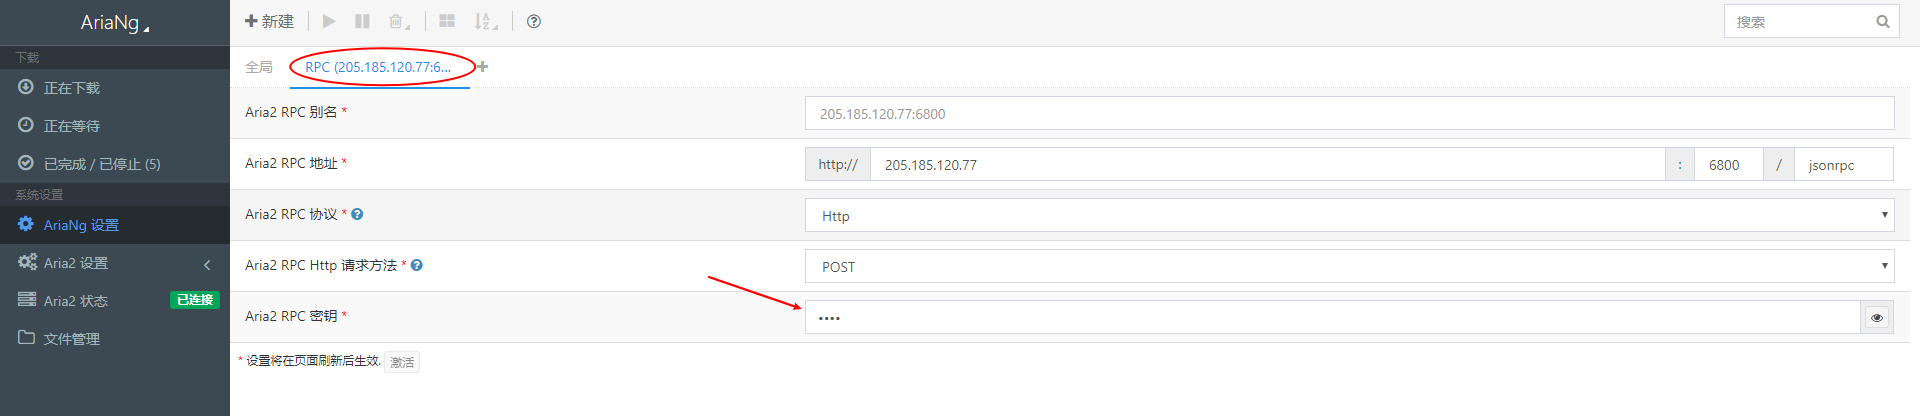 AriaNg
新建
搜索
下载
正在下载
正在等待
已完成 / 已停止 (5)
系统设置
AriaNg 设置
Aria2 设置
Aria2 状态 已连接
文件管理
全局 RPC (205.185.120.77:6...
Aria2 RPC 别名 * 205.185.120.77:6800
Aria2 RPC 地址 * http:// 205.185.120.77 : 6800 / jsonrpc
Aria2 RPC 协议 * Http
Aria2 RPC Http 请求方法 * POST
Aria2 RPC 密钥 * ••••
* 设置将在页面刷新后生效. 激活